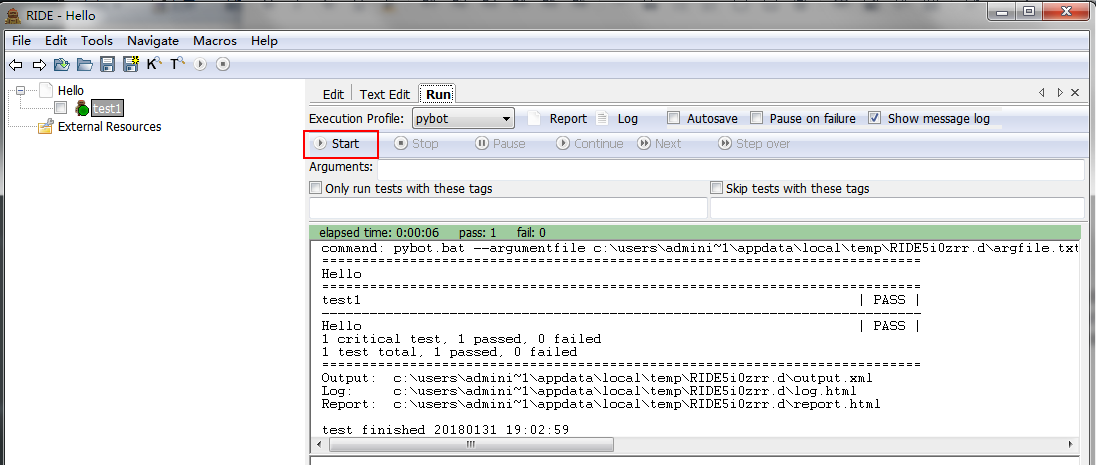 RIDE - Hello
File Edit Tools Navigate Macros Help
Hello
test1
External Resources
Edit Text Edit Run
Execution Profile: pybot Report Log Autosave Pause on failure Show message log
Start Stop Pause Continue Next Step over
Arguments:
Only run tests with these tags Skip tests with these tags
elapsed time: 0:00:06 pass: 1 fail: 0
command: pybot.bat --argumentfile c:\users\admini~1\appdata\local\temp\RIDE5i0zrr.d\argfile.txt
==============================================================================
Hello
==============================================================================
test1 | PASS |
------------------------------------------------------------------------------
Hello | PASS |
1 critical test, 1 passed, 0 failed
1 test total, 1 passed, 0 failed
==============================================================================
Output: c:\users\admini~1\appdata\local\temp\RIDE5i0zrr.d\output.xml
Log: c:\users\admini~1\appdata\local\temp\RIDE5i0zrr.d\log.html
Report: c:\users\admini~1\appdata\local\temp\RIDE5i0zrr.d\report.html
test finished 20180131 19:02:59